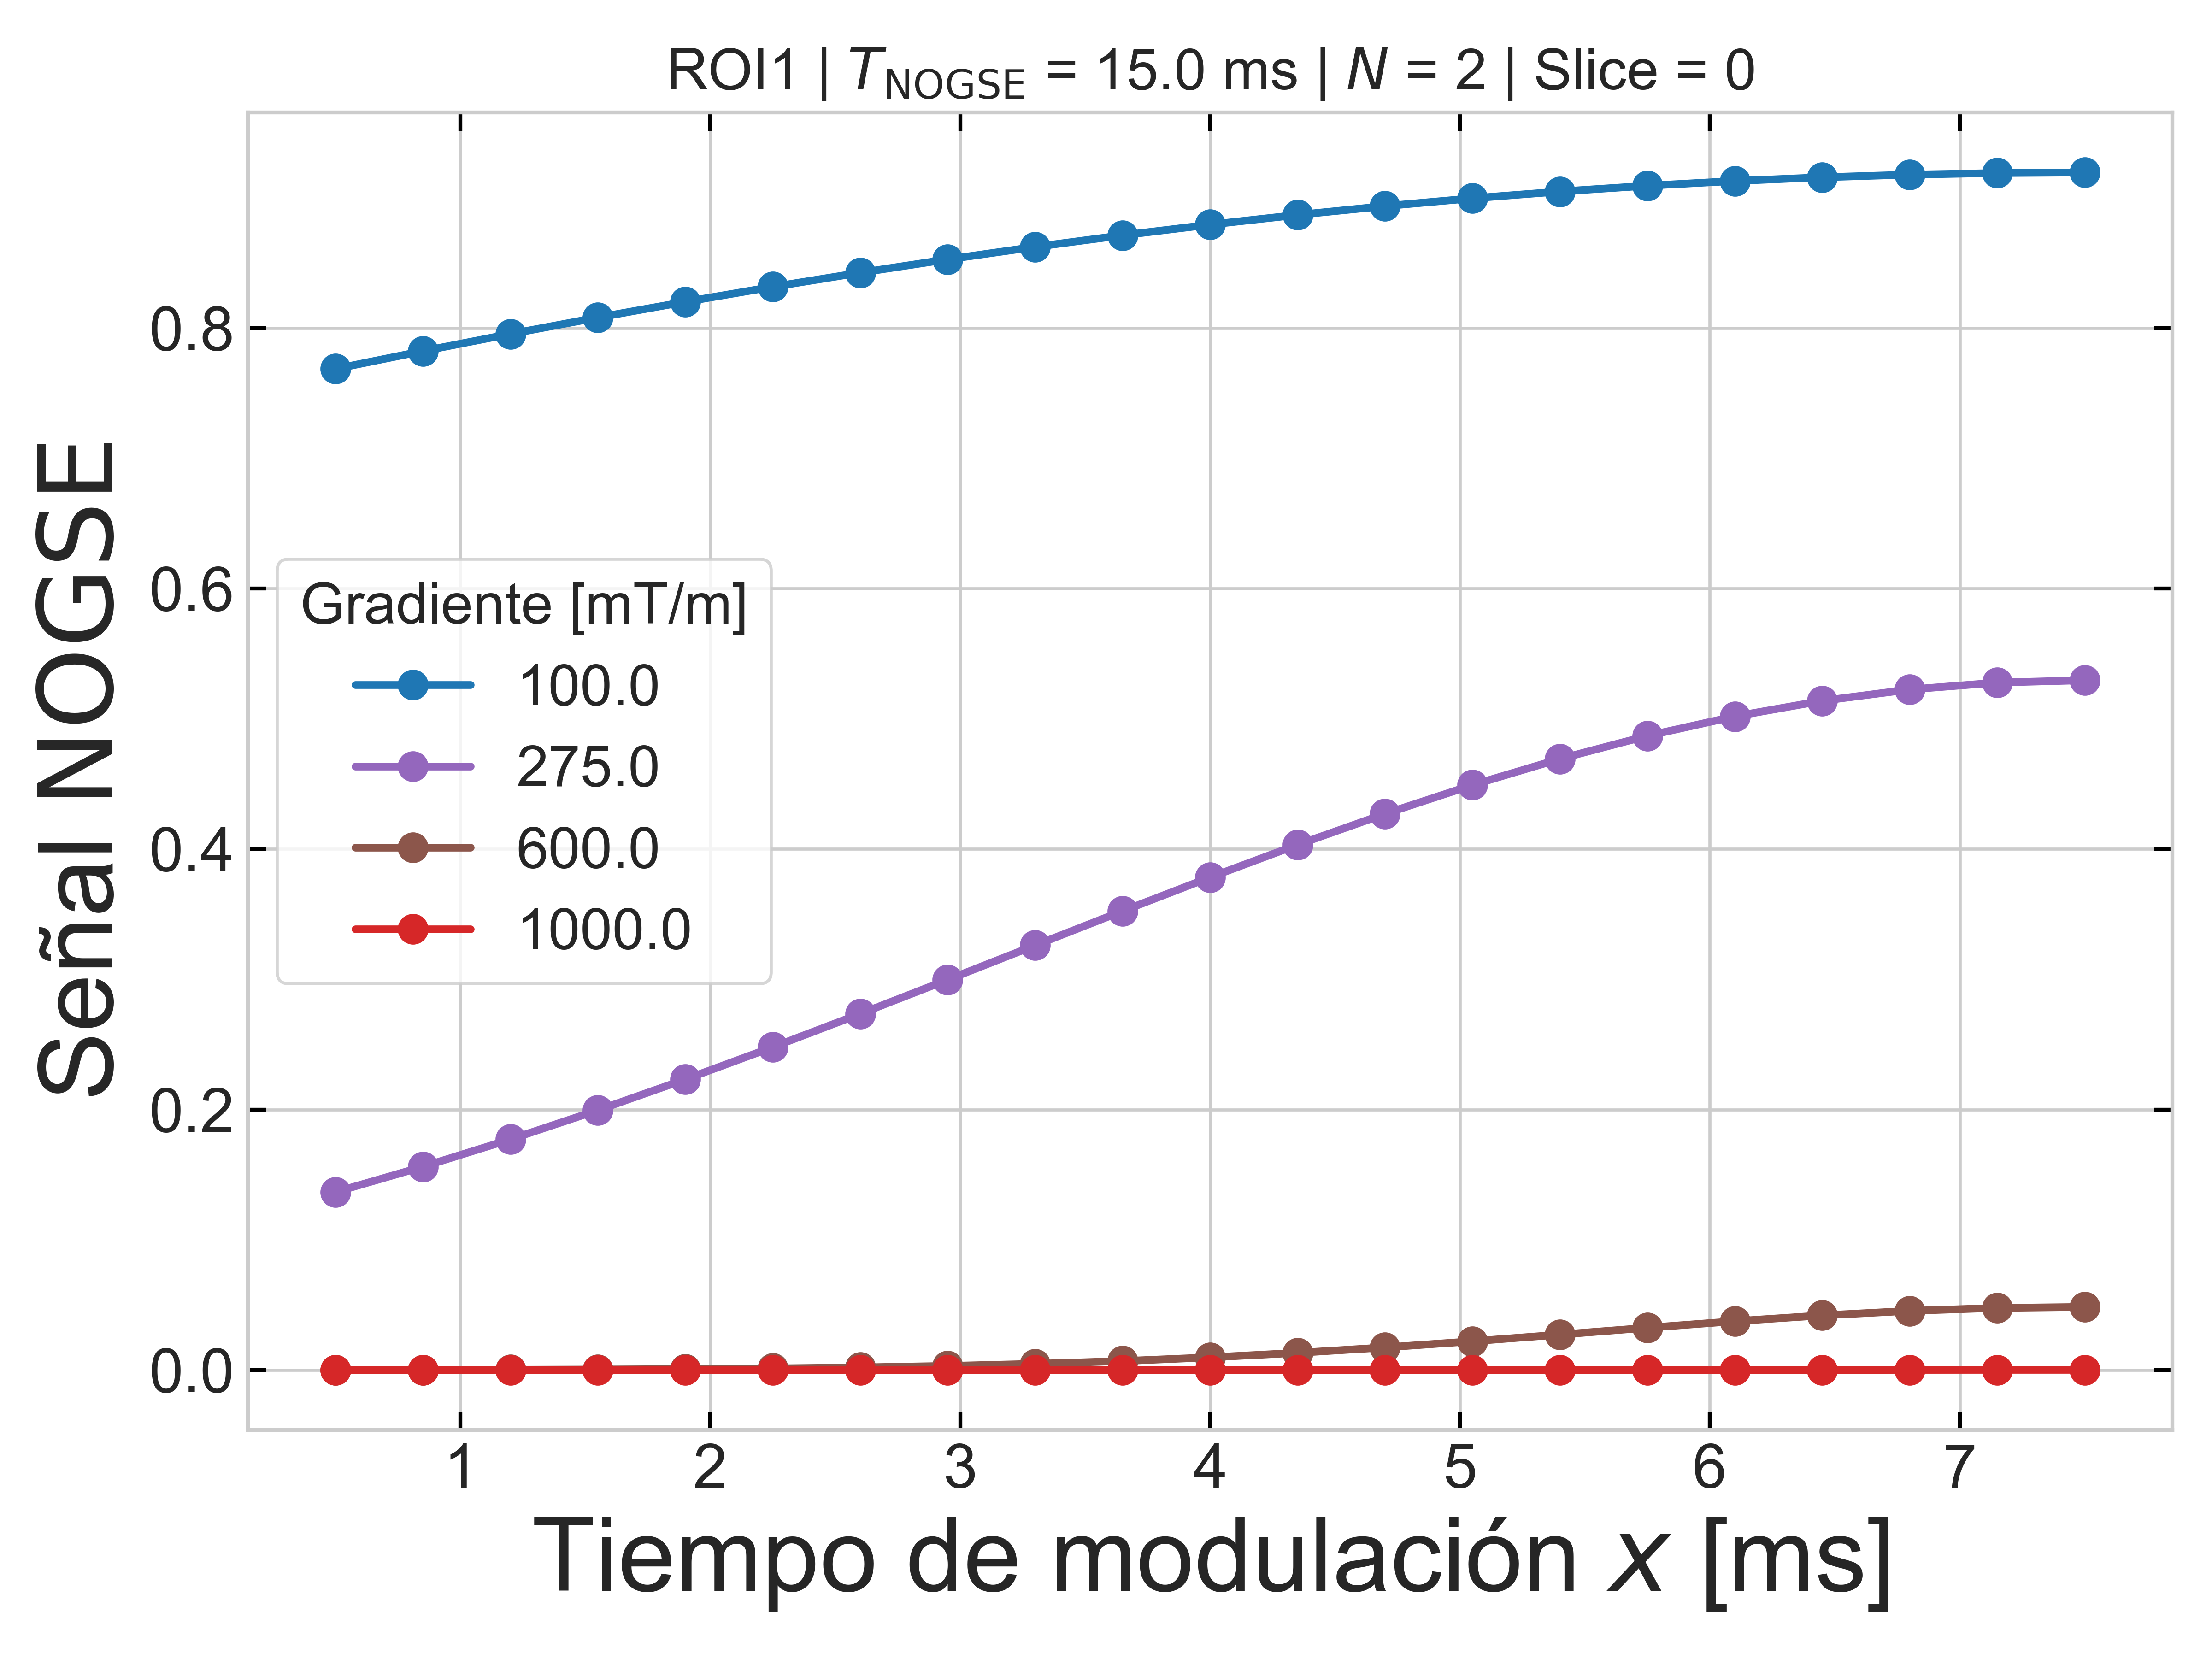 ROI1 | T_NOGSE = 15.0 ms | N = 2 | Slice = 0
Señal NOGSE
0.8
0.6
0.4
0.2
0.0
Gradiente [mT/m]
100.0
275.0
600.0
1000.0
1 2 3 4 5 6 7
Tiempo de modulación x [ms]